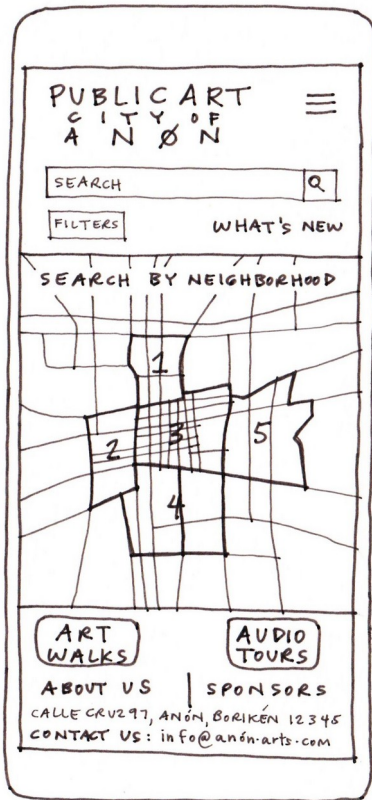 PUBLIC ART
CITY OF
ANØN
SEARCH
FILTERS
WHAT'S NEW
SEARCH BY NEIGHBORHOOD
1
2
3
5
4
ART
WALKS
AUDIO
TOURS
ABOUT US | SPONSORS
CALLE CRUZ 97, ANÓN, BORIKÉN 12345
CONTACT US: info@anón-arts.com